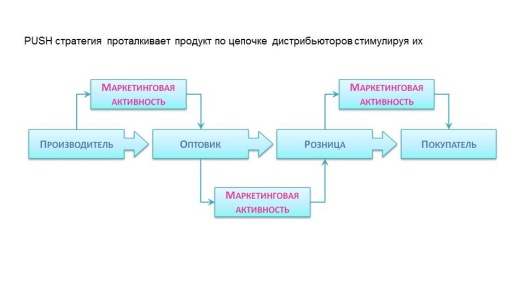 PUSH стратегия проталкивает продукт по цепочке дистрибьюторов стимулируя их
МАРКЕТИНГОВАЯ
АКТИВНОСТЬ
МАРКЕТИНГОВАЯ
АКТИВНОСТЬ
ПРОИЗВОДИТЕЛЬ
ОПТОВИК
РОЗНИЦА
ПОКУПАТЕЛЬ
МАРКЕТИНГОВАЯ
АКТИВНОСТЬ